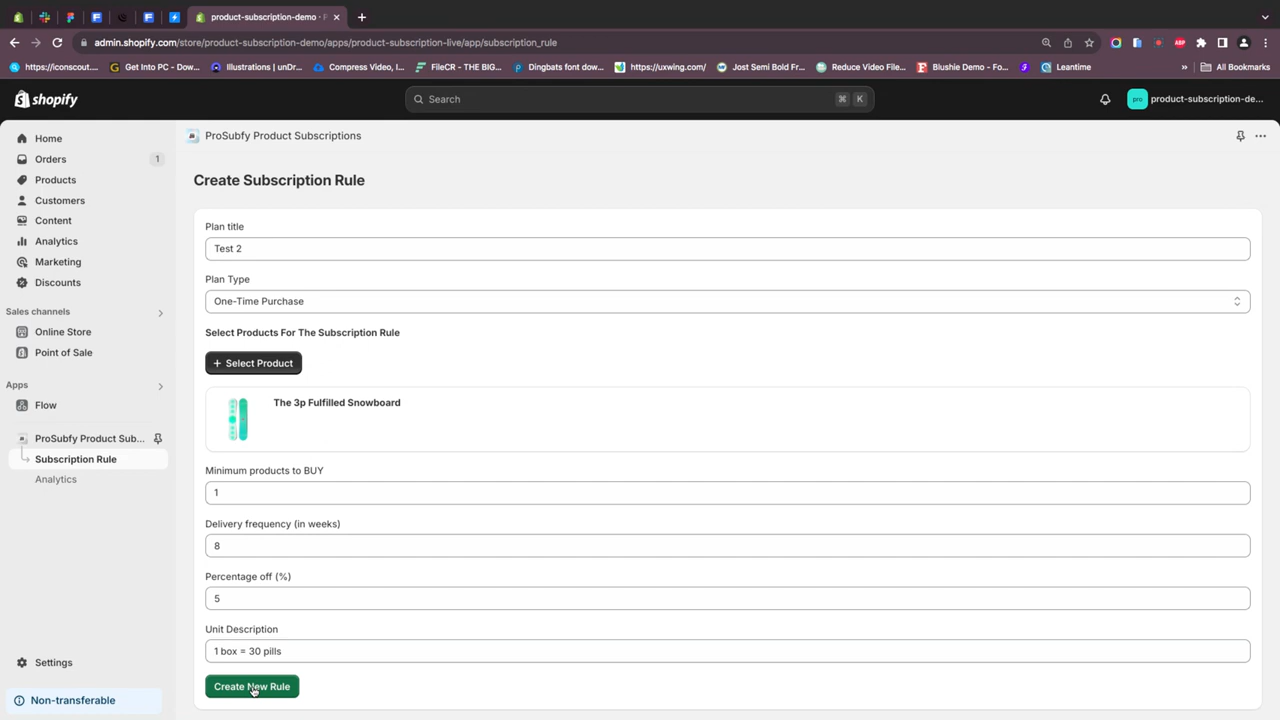 product-subscription-demo · F
admin.shopify.com/store/product-subscription-demo/apps/product-subscription-live/app/subscription_rule
https://iconscout....
Get Into PC - Dow...
Illustrations | unDr...
Compress Video, I...
FileCR - THE BIG...
Dingbats font dow...
https://uxwing.com/
Jost Semi Bold Fr...
Reduce Video File...
Blushie Demo - Fo...
Leantime
»
All Bookmarks
shopify
Search
⌘ K
pro
product-subscription-de...
Home
Orders 1
Products
Customers
Content
Analytics
Marketing
Discounts
Sales channels
Online Store
Point of Sale
Apps
Flow
ProSubfy Product Sub...
Subscription Rule
Analytics
Settings
Non-transferable
ProSubfy Product Subscriptions
Create Subscription Rule
Plan title
Test 2
Plan Type
One-Time Purchase
Select Products For The Subscription Rule
+ Select Product
The 3p Fulfilled Snowboard
Minimum products to BUY
1
Delivery frequency (in weeks)
8
Percentage off (%)
5
Unit Description
1 box = 30 pills
Create New Rule